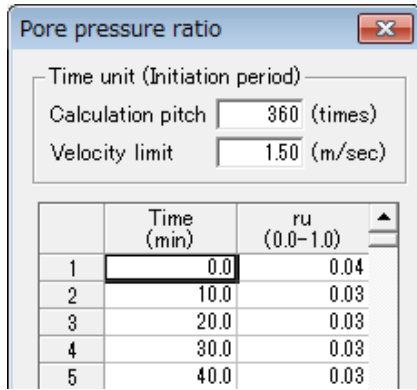 Pore pressure ratio
Time unit (Initiation period)
Calculation pitch 360 (times)
Velocity limit 1.50 (m/sec)
Time (min) ru (0.0-1.0)
1 0.0 0.04
2 10.0 0.03
3 20.0 0.03
4 30.0 0.03
5 40.0 0.03